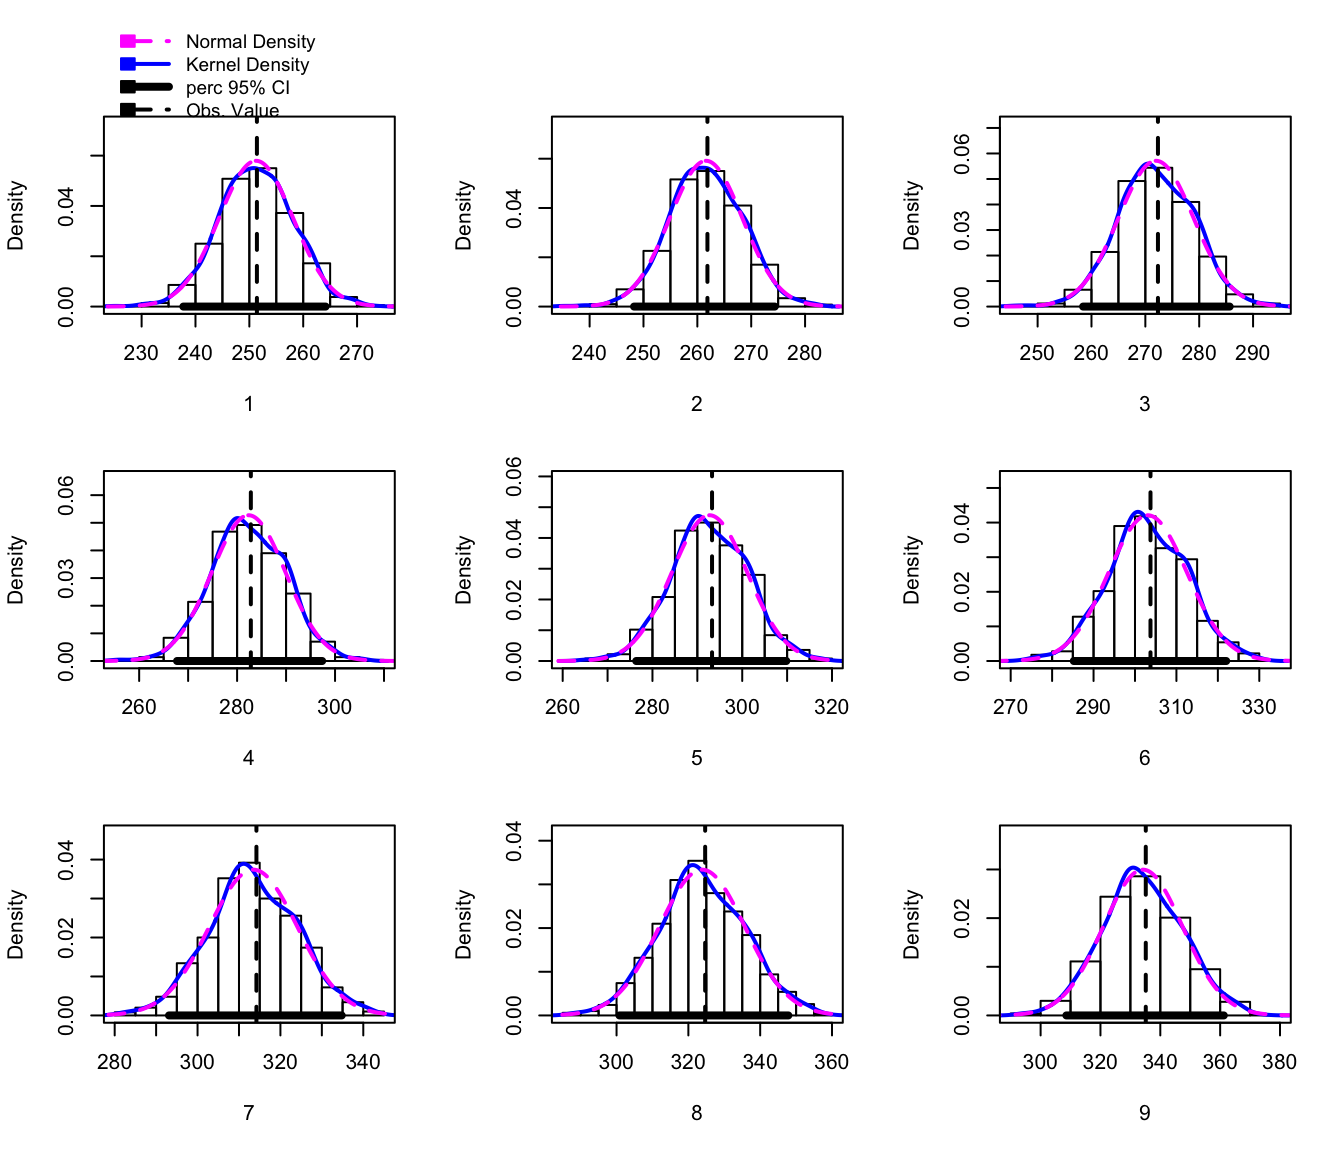 Normal Density
Kernel Density
perc 95% CI
Obs. Value
Density
0.00 0.04
230 240 250 260 270
1
Density
0.00 0.04
240 250 260 270 280
2
Density
0.00 0.03 0.06
250 260 270 280 290
3
Density
0.00 0.03 0.06
260 280 300
4
Density
0.00 0.02 0.04 0.06
260 280 300 320
5
Density
0.00 0.02 0.04
270 290 310 330
6
Density
0.00 0.02 0.04
280 300 320 340
7
Density
0.00 0.02 0.04
300 320 340 360
8
Density
0.00 0.02
300 320 340 360 380
9